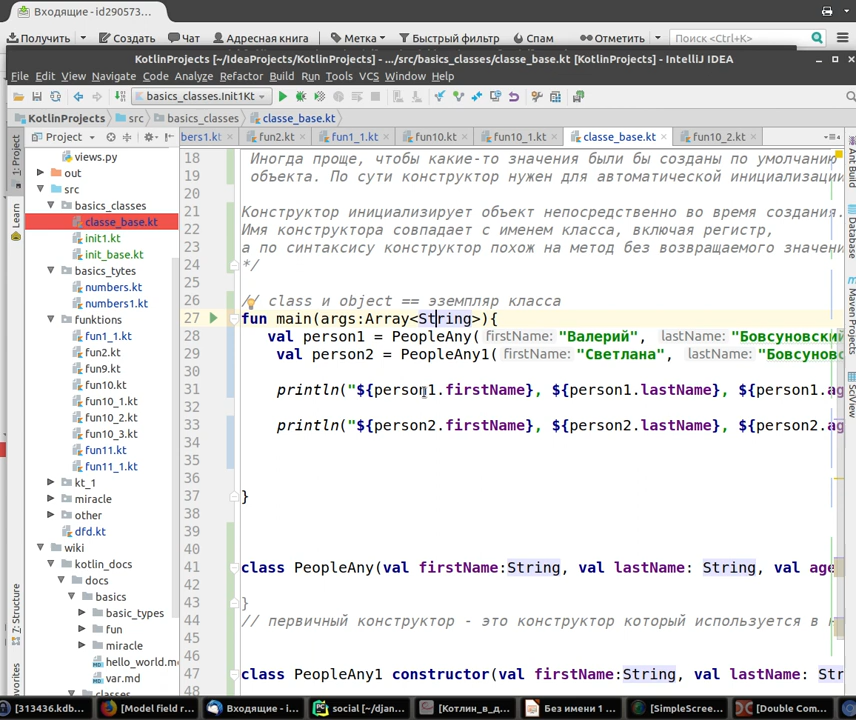 Входящие - id290573...
Получить Создать Чат Адресная книга Метка Быстрый фильтр Спам Отметить Поиск <Ctrl+K>
KotlinProjects [~/IdeaProjects/KotlinProjects] - .../src/basics_classes/classe_base.kt [KotlinProjects] - IntelliJ IDEA
File Edit View Navigate Code Analyze Refactor Build Run Tools VCS Window Help
basics_classes.Init1Kt
KotlinProjects src basics_classes classe_base.kt
Project
bers1.kt fun2.kt fun1_1.kt fun10.kt fun10_1.kt classe_base.kt fun10_2.kt
1: Project
Learn
7: Structure
avorites
Ant Build
Database
Maven Projects
SciView
views.py
out
src
basics_classes
classe_base.kt
init1.kt
init_base.kt
basics_tytes
numbers.kt
numbers1.kt
funktions
fun1_1.kt
fun2.kt
fun9.kt
fun10.kt
fun10_1.kt
fun10_2.kt
fun10_3.kt
fun11.kt
fun11_1.kt
kt_1
miracle
other
dfd.kt
wiki
kotlin_docs
docs
basics
basic_types
fun
miracle
hello_world.m
var.md
classes
18 Иногда проще, чтобы какие-то значения были бы созданы по умолчанию
19 объекта. По сути конструктор нужен для автоматической инициализации
20
21 Конструктор инициализирует объект непосредственно во время создания.
22 Имя конструктора совпадает с именем класса, включая регистр,
23 а по синтаксису конструктор похож на метод без возвращаемого значени
24 */
25
26 // class и object == эземпляр класса
27 fun main(args:Array<String>){
28 val person1 = PeopleAny( firstName: "Валерий", lastName: "Бовсуновский
29 val person2 = PeopleAny1( firstName: "Светлана", lastName: "Бовсуно
30
31 println("${person1.firstName}, ${person1.lastName}, ${person1.ag
32
33 println("${person2.firstName}, ${person2.lastName}, ${person2.ag
34
35
36
37 }
38
39
40
41 class PeopleAny(val firstName:String, val lastName: String, val age
42
43 }
44 // первичный конструктор - это конструктор который используется в
45
46
47 class PeopleAny1 constructor(val firstName:String, val lastName: Str
48
[313436.kdb... [Model field r... Входящие - i... social [~/djan... [Котлин_в_д... Без имени 1 ... [SimpleScree... [Double Com...